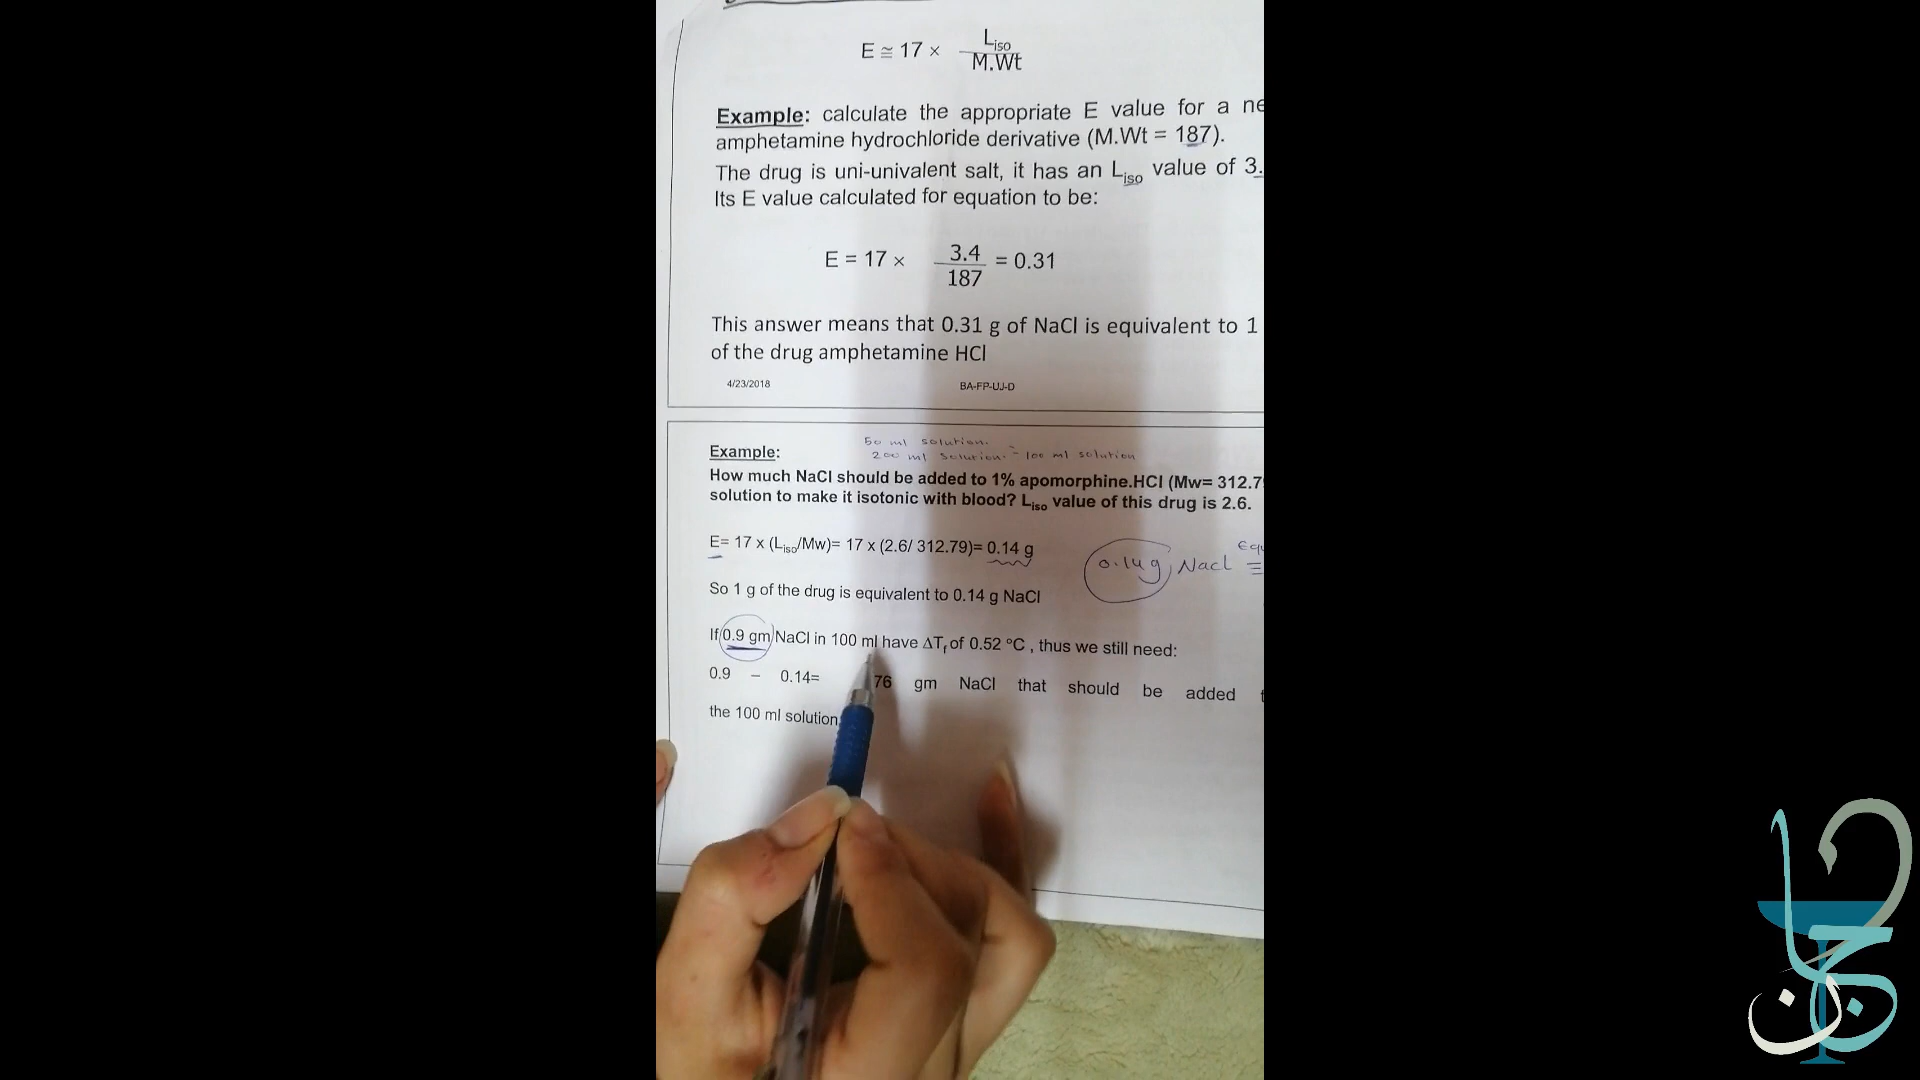 E ≅ 17 × Liso
M.Wt
Example: calculate the appropriate E value for a
amphetamine hydrochloride derivative (M.Wt = 187).
The drug is uni-univalent salt, it has an Liso value of 3.
Its E value calculated for equation to be:
E = 17 × 3.4
187 = 0.31
This answer means that 0.31 g of NaCl is equivalent to 1
of the drug amphetamine HCl
4/23/2018 BA-FP-UJ-D
50 ml solution.
200 ml solution. 100 ml solution
Example:
How much NaCl should be added to 1% apomorphine.HCl (Mw= 312.7
solution to make it isotonic with blood? Liso value of this drug is 2.6.
E= 17 x (Liso/Mw)= 17 x (2.6/ 312.79)= 0.14 g
0.14g Nacl ≡
So 1 g of the drug is equivalent to 0.14 g NaCl
If 0.9 gm NaCl in 100 ml have ΔTf of 0.52 °C , thus we still need:
0.9 – 0.14= 76 gm NaCl that should be added
the 100 ml solution